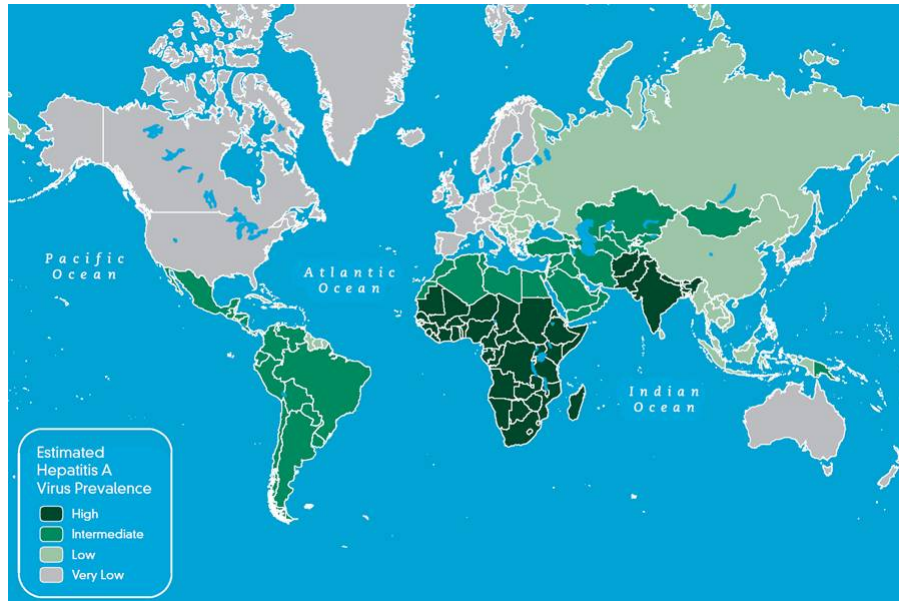 Pacific
Ocean
Atlantic
Ocean
Indian
Ocean
Estimated
Hepatitis A
Virus Prevalence
High
Intermediate
Low
Very Low